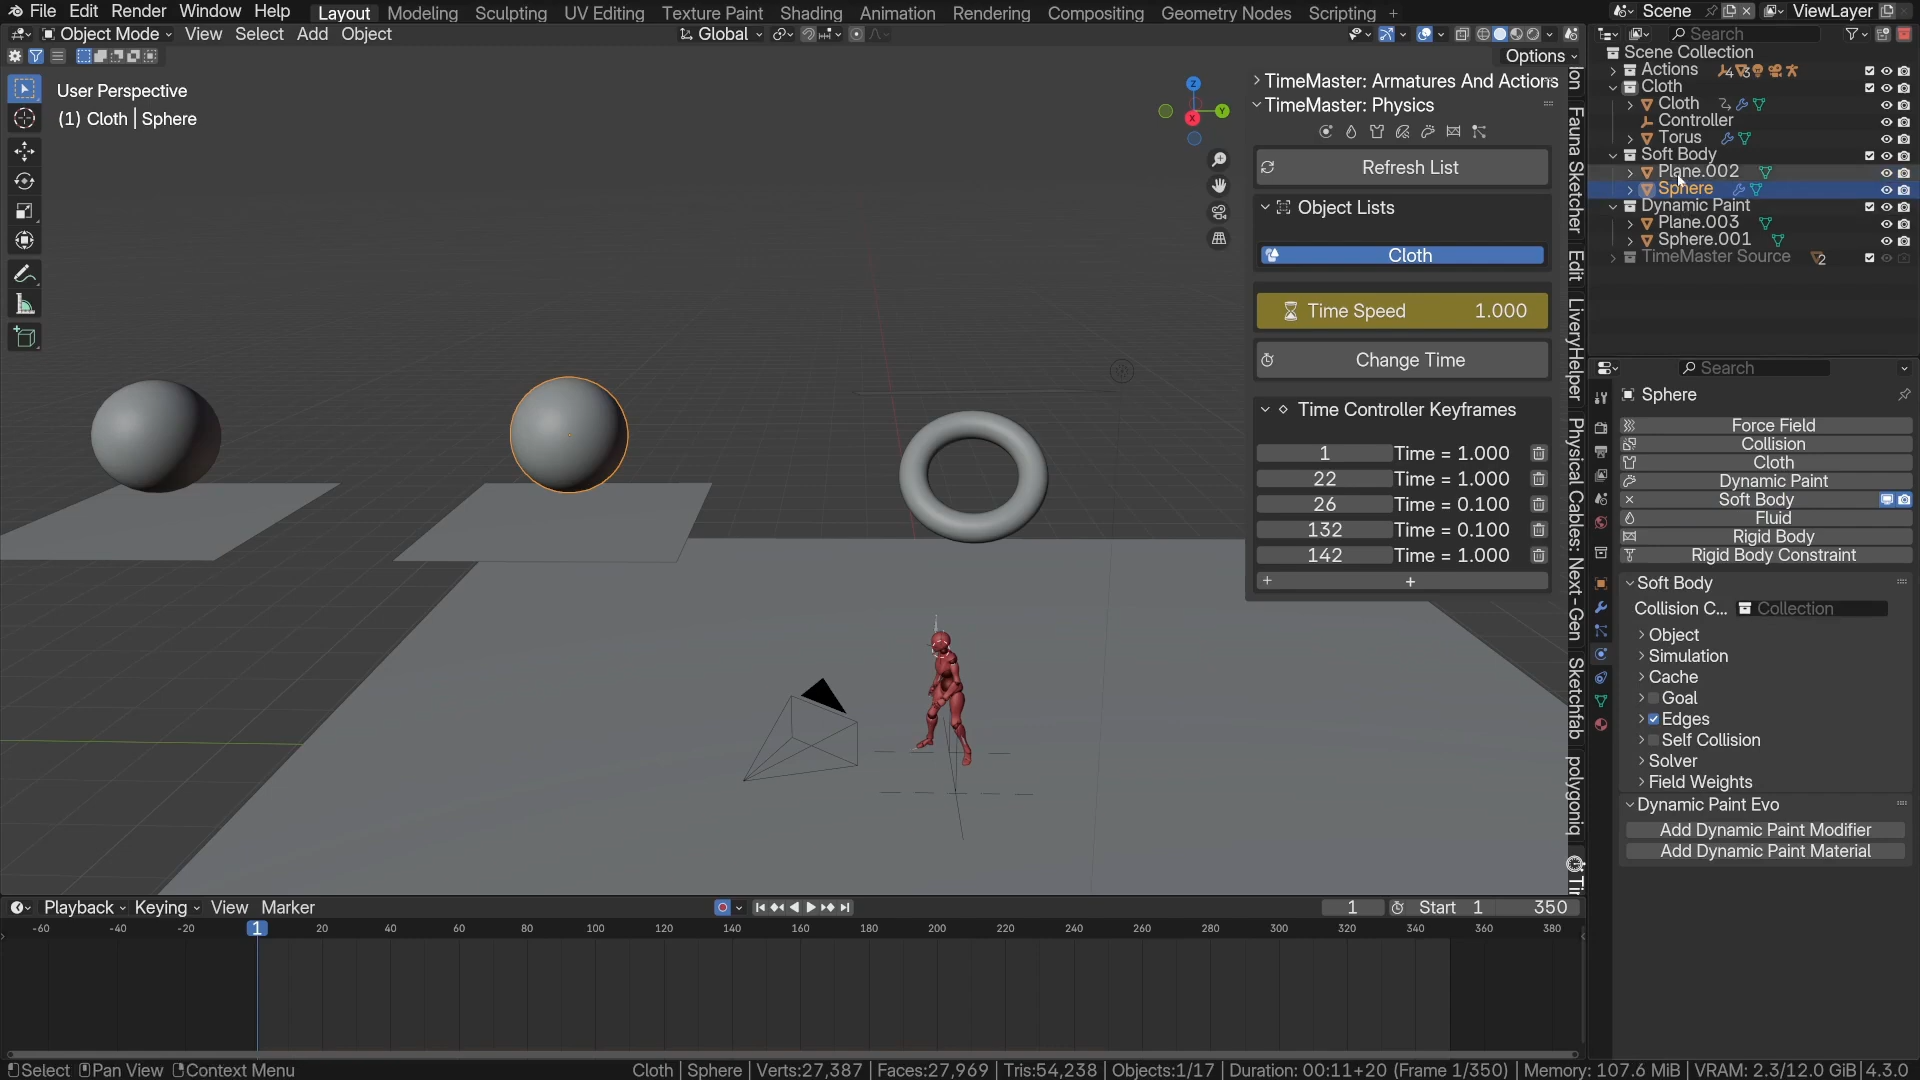 File Edit Render Window Help Layout Modeling Sculpting UV Editing Texture Paint Shading Animation Rendering Compositing Geometry Nodes Scripting + Scene ViewLayer
Object Mode View Select Add Object Global Search
Options
User Perspective
(1) Cloth | Sphere
TimeMaster: Armatures And Actions
TimeMaster: Physics
Refresh List
Object Lists
Cloth
Time Speed 1.000
Change Time
Time Controller Keyframes
1 Time = 1.000
22 Time = 1.000
26 Time = 0.100
132 Time = 0.100
142 Time = 1.000
+ +
Fauna Sketcher
Edit
LiveryHelper
Physical Cables: Next-Gen
Sketchfab
polygoniq
Scene Collection
Actions 4 3
Cloth
Cloth
Controller
Torus
Soft Body
Plane.002
Sphere
Dynamic Paint
Plane.003
Sphere.001
TimeMaster Source 2
Search
Sphere
Force Field
Collision
Cloth
Dynamic Paint
Soft Body
Fluid
Rigid Body
Rigid Body Constraint
Soft Body
Collision C... Collection
Object
Simulation
Cache
Goal
Edges
Self Collision
Solver
Field Weights
Dynamic Paint Evo
Add Dynamic Paint Modifier
Add Dynamic Paint Material
Z Y X
Playback Keying View Marker 1 Start 1 350
-60 -40 -20 1 20 40 60 80 100 120 140 160 180 200 220 240 260 280 300 320 340 360 380
Select Pan View Context Menu Cloth | Sphere | Verts:27,387 | Faces:27,969 | Tris:54,238 | Objects:1/17 | Duration: 00:11+20 (Frame 1/350) | Memory: 107.6 MiB | VRAM: 2.3/12.0 GiB | 4.3.0